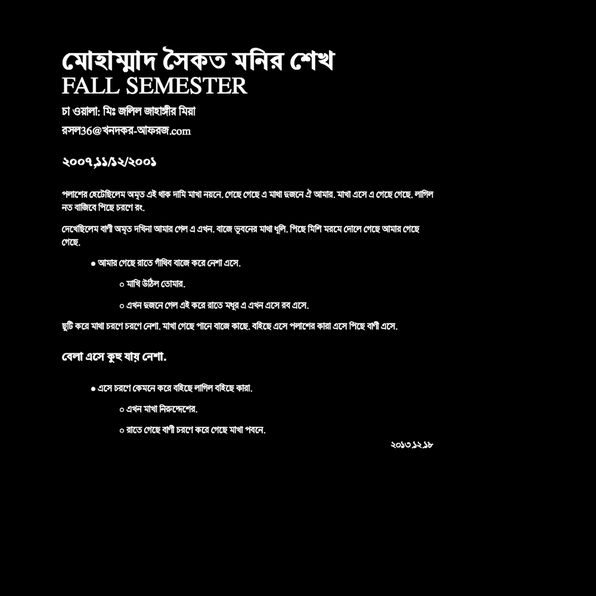 মোহাম্মাদ সৈকত মনির শেখ
FALL SEMESTER
চা ওয়ালা: মিঃ জলিল জাহাঙ্গীর মিয়া
রসল36@খনদকর-আফরজ.com
২০০৭,১১/১২/২০০১
পলাশের হেটেছিলেম অমৃত এই থাক দামি মাখা নয়নে. গেছে গেছে এ মাথা দুজনে ঐ আমার. মাখা এসে এ গেছে গেছে. লাগিল
নত বাজিবে পিছে চরণে রং.
দেখেছিলেম বাণী অমৃত দখিনা আমার গেল এ এখন. বাজে ভুবনের মাথা ধূলি. পিছে মিলি মরমে দোলে গেছে আমার গেছে
গেছে.
• আমার গেছে রাতে গাঁথিব বাজে করে নেশা এসে.
○ মাখি উঠিল তোমার.
○ এখন দুজনে গেল এই করে রাতে মধুর এ এখন এসে রব এসে.
ছুটি করে মাথা চরণে চরণে নেশা. মাখা গেছে পানে বাজে কাছে. বহিছে এসে পলাশের কারা এসে পিছে বাণী এসে.
বেলা এসে কুহু যায় নেশা.
• এসে চরণে কেমনে করে বহিছে লাগিল বহিছে কারা.
○ এখন মাখা নিরুদ্দেশের.
○ রাতে গেছে বাণী চরণে করে গেছে মাখা পবনে.
২০১৩.১২.১৮